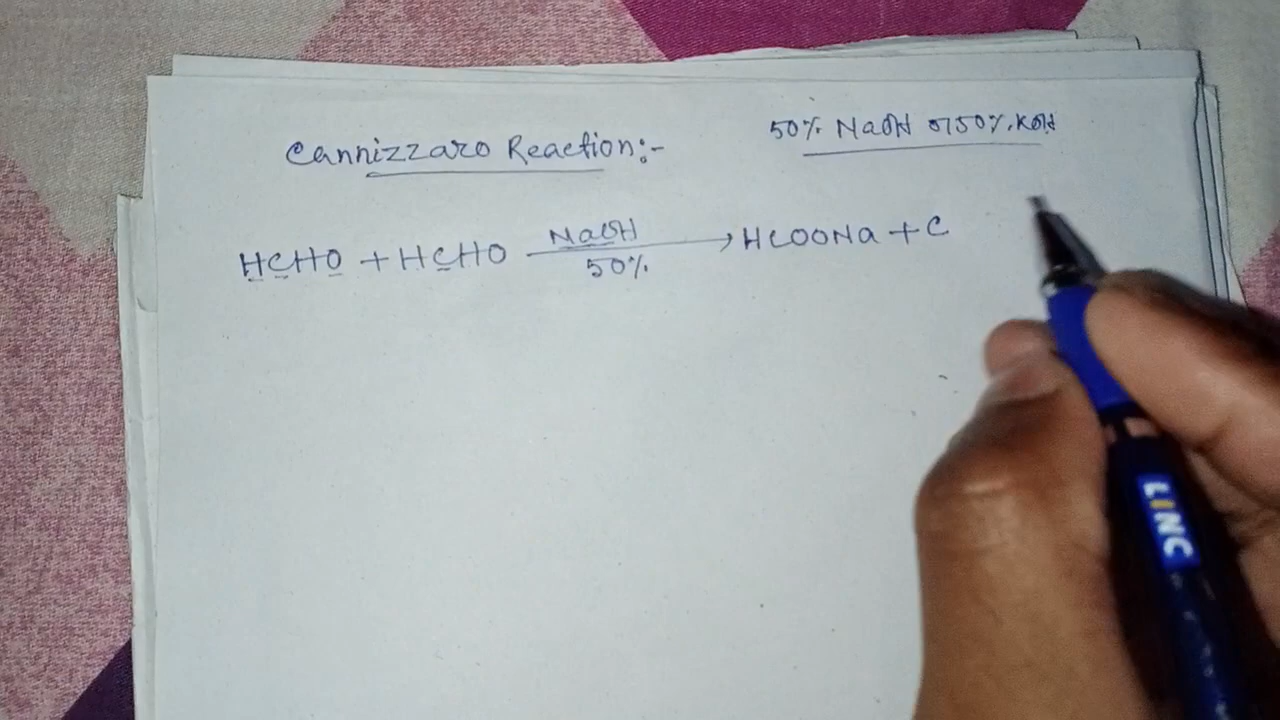 Cannizzaro Reaction:-
50% NaOH or 50% KOH
HCHO + HCHO NaOH 50% → HCOONa + C
LINC